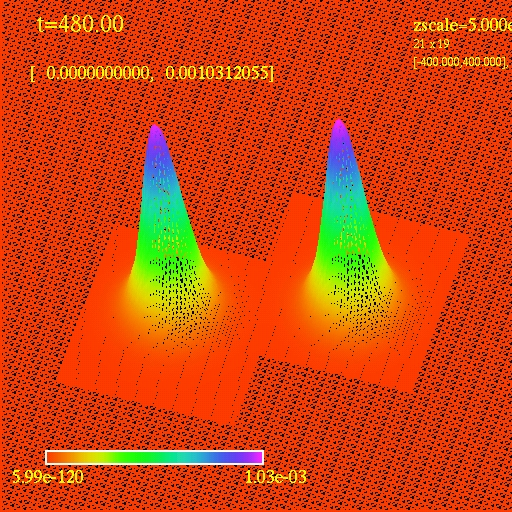 t=480.00
zscale=5.000e
21 x 19
[-400.000,400.000],
[ 0.0000000000, 0.0010312055]
5.99e-120
1.03e-03